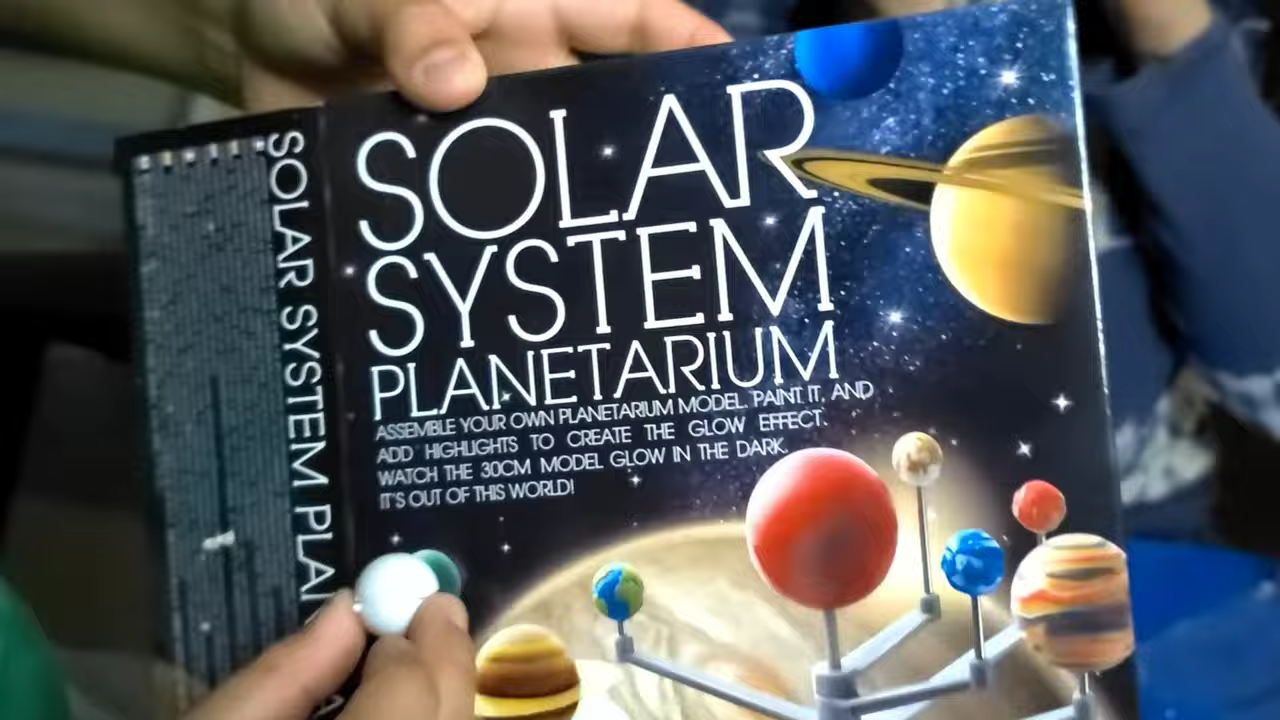 SOLAR
SYSTEM
PLANETARIUM
ASSEMBLE YOUR OWN PLANETARIUM MODEL. PAINT IT, AND
ADD HIGHLIGHTS TO CREATE THE GLOW EFFECT.
WATCH THE 30CM MODEL GLOW IN THE DARK.
IT'S OUT OF THIS WORLD!
SOLAR SYSTEM PLA